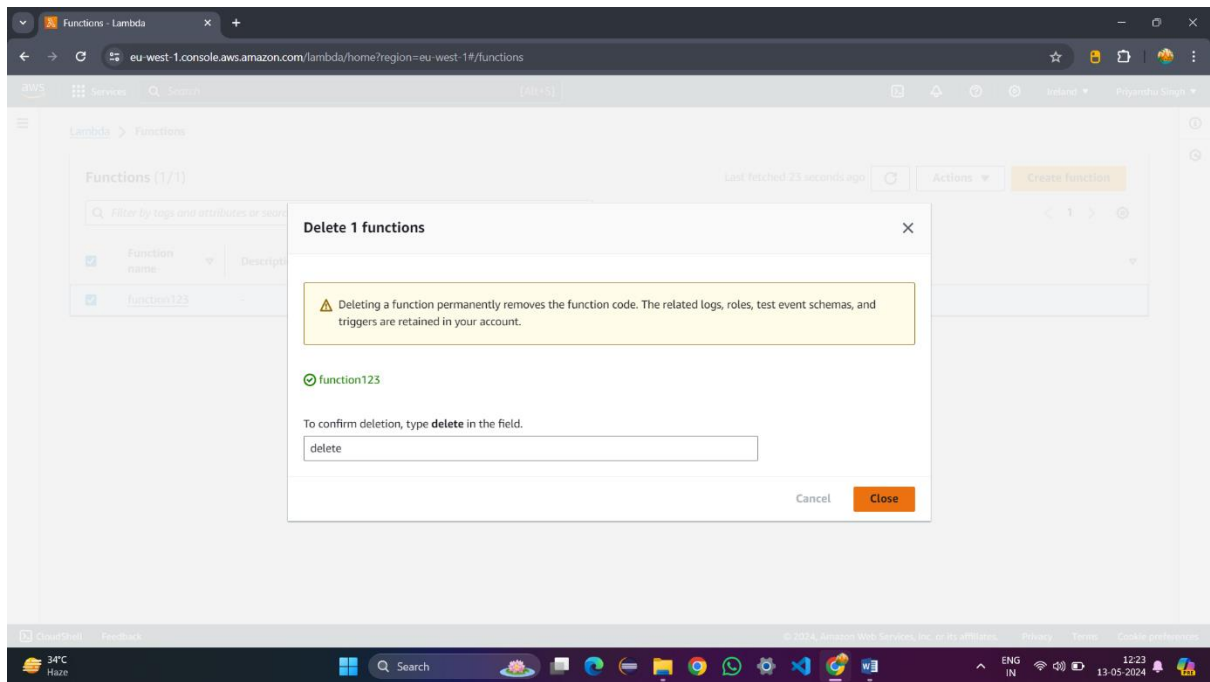 Functions - Lambda
eu-west-1.console.aws.amazon.com/lambda/home?region=eu-west-1#/functions
aws
Services
Search
[Alt+S]
Ireland
Priyanshu Singh
Lambda > Functions
Functions (1/1)
Last fetched 23 seconds ago
Actions
Create function
Filter by tags and attributes or sear
1
Function name
Descripti
function123
-
Delete 1 functions
Deleting a function permanently removes the function code. The related logs, roles, test event schemas, and
triggers are retained in your account.
function123
To confirm deletion, type delete in the field.
delete
Cancel
Close
CloudShell
Feedback
© 2024, Amazon Web Services, Inc. or its affiliates.
Privacy
Terms
Cookie preferences
34°C
Haze
Search
ENG
IN
12:23
13-05-2024